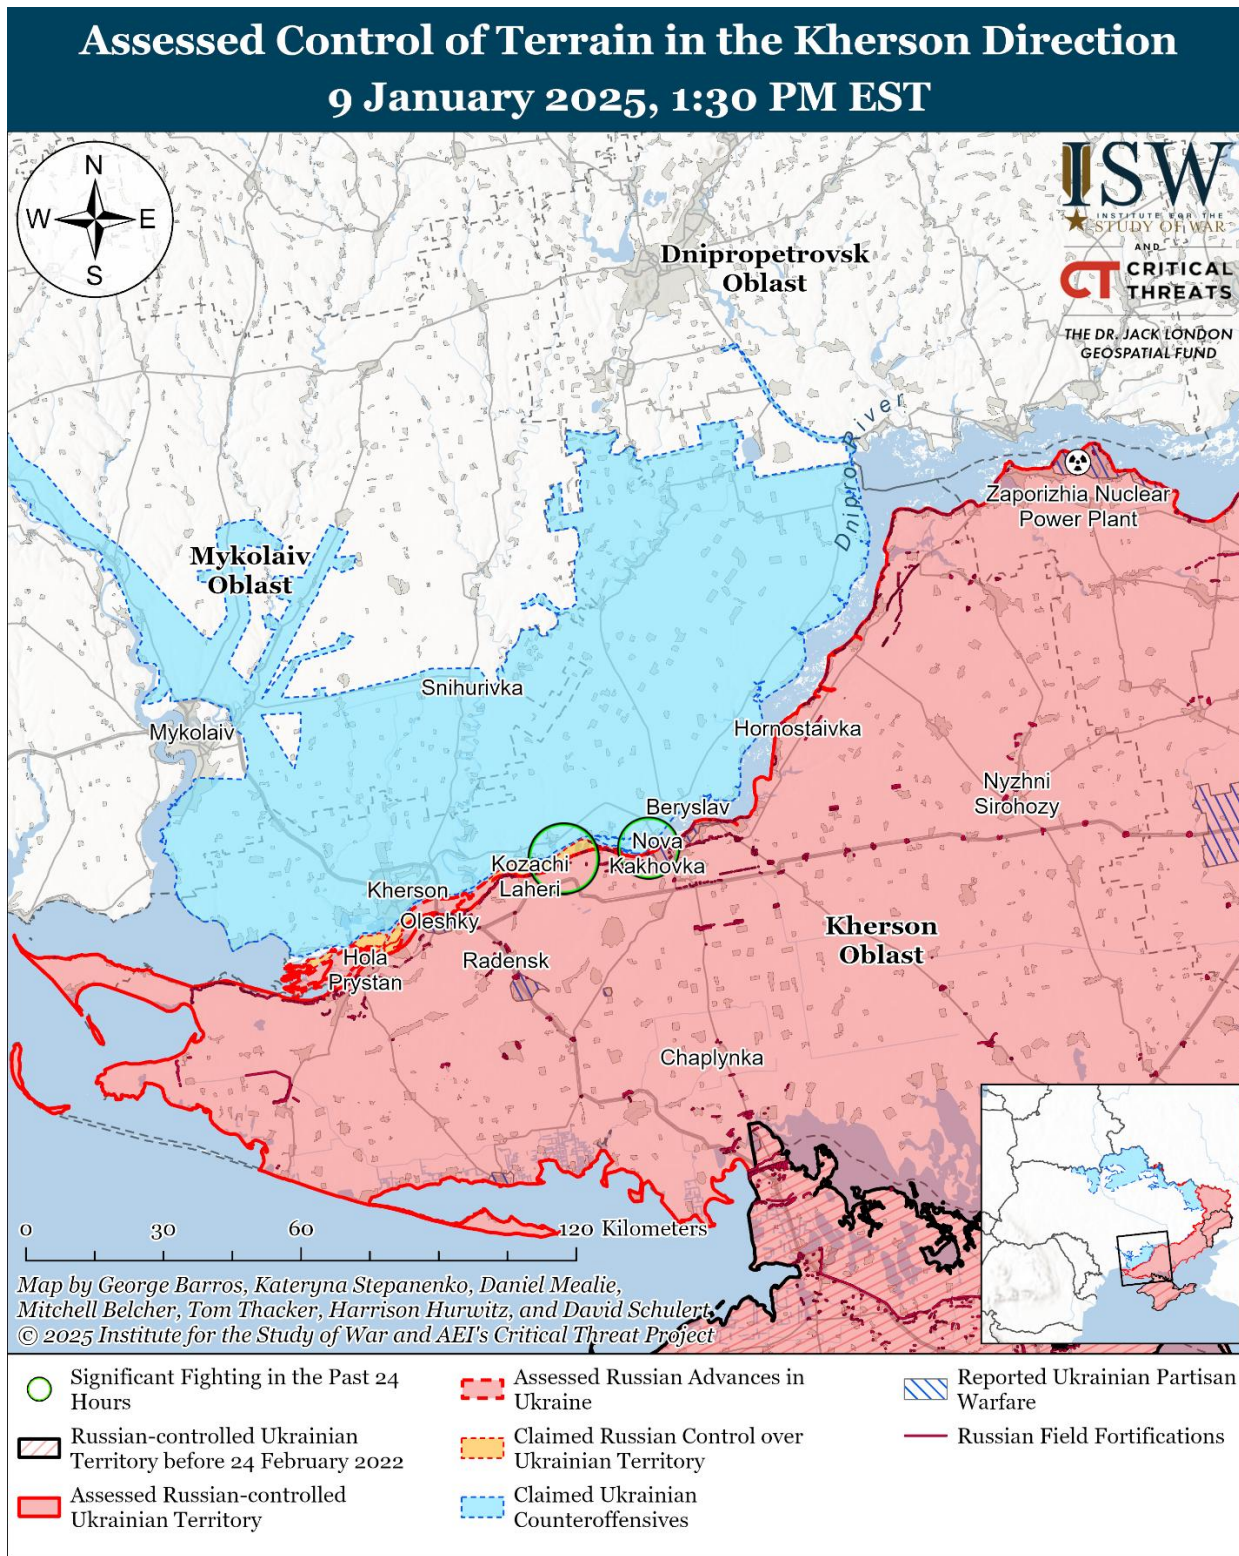 Assessed Control of Terrain in the Kherson Direction
9 January 2025, 1:30 PM EST
N
W
E
S
ISW
INSTITUTE FOR THE
STUDY OF WAR
AND
CT CRITICAL
THREATS
THE DR. JACK LONDON
GEOSPATIAL FUND
Dnipropetrovsk
Oblast
Dnipro River
Dnipro River
Zaporizhia Nuclear
Power Plant
Mykolaiv
Oblast
Snihurivka
Mykolaiv
Hornostaivka
Nyzhni
Sirohozy
Beryslav
Nova
Kakhovka
Kozachi
Laheri
Kherson
Oleshky
Kherson
Oblast
Hola
Prystan
Radensk
Chaplynka
0
30
60
120 Kilometers
Map by George Barros, Kateryna Stepanenko, Daniel Mealie,
Mitchell Belcher, Tom Thacker, Harrison Hurwitz, and David Schulert
© 2025 Institute for the Study of War and AEI's Critical Threat Project
Significant Fighting in the Past 24
Hours
Russian-controlled Ukrainian
Territory before 24 February 2022
Assessed Russian-controlled
Ukrainian Territory
Assessed Russian Advances in
Ukraine
Claimed Russian Control over
Ukrainian Territory
Claimed Ukrainian
Counteroffensives
Reported Ukrainian Partisan
Warfare
Russian Field Fortifications